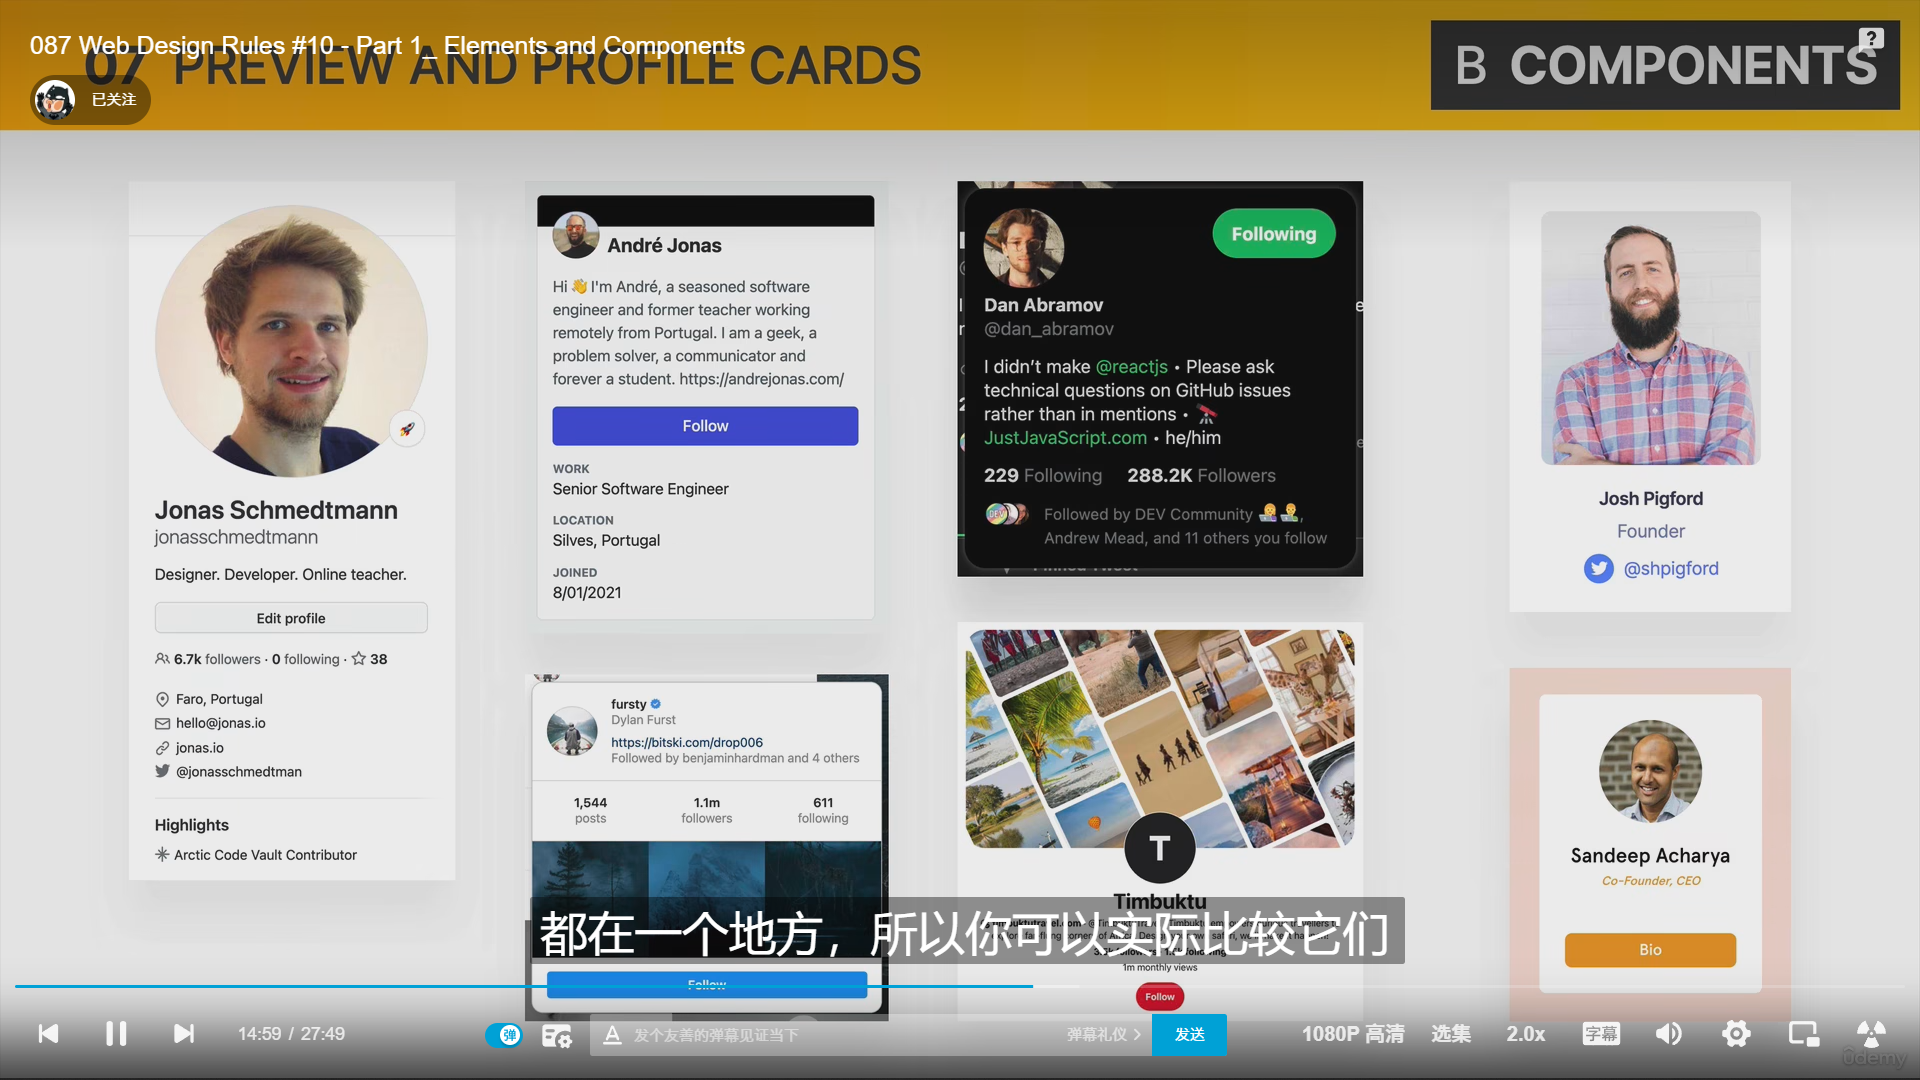 087 Web Design Rules #10 - Part 1_ Elements and Components
07 PREVIEW AND PROFILE CARDS
B COMPONENTS
?
已关注
Jonas Schmedtmann
jonasschmedtmann
Designer. Developer. Online teacher.
Edit profile
6.7k followers · 0 following · 38
Faro, Portugal
hello@jonas.io
jonas.io
@jonasschmedtman
Highlights
Arctic Code Vault Contributor
André Jonas
Hi 👋 I'm André, a seasoned software
engineer and former teacher working
remotely from Portugal. I am a geek, a
problem solver, a communicator and
forever a student. https://andrejonas.com/
Follow
WORK
Senior Software Engineer
LOCATION
Silves, Portugal
JOINED
8/01/2021
fursty
Dylan Furst
https://bitski.com/drop006
Followed by benjaminhardman and 4 others
1,544 1.1m 611
posts followers following
Follow
Following
Dan Abramov
@dan_abramov
I didn't make @reactjs • Please ask
technical questions on GitHub issues
rather than in mentions • 🔭
JustJavaScript.com • he/him
229 Following 288.2K Followers
DEV
Followed by DEV Community 👩‍💻👨‍💻,
Andrew Mead, and 11 others you follow
Pinned Tweet
T
Timbuktu
1m monthly views
Follow
Josh Pigford
Founder
@shpigford
Sandeep Acharya
Co-Founder, CEO
Bio
都在一个地方，所以你可以实际比较它们
14:59 / 27:49
弹
A 发个友善的弹幕见证当下
弹幕礼仪 >
发送
1080P 高清
选集
2.0x
字幕
ûdemy